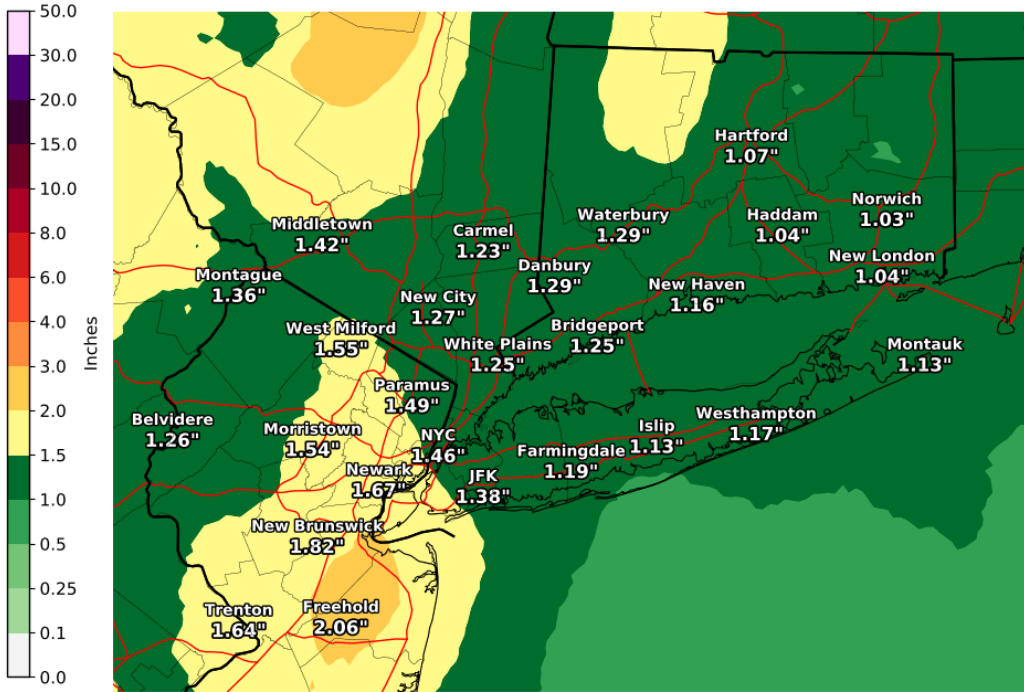 50.0
30.0
20.0
15.0
10.0
8.0
6.0
4.0
3.0
2.0
1.5
1.0
0.5
0.25
0.1
0.0
Inches
Hartford
1.07"
Middletown
1.42"
Carmel
1.23"
Waterbury
1.29"
Haddam
1.04"
Norwich
1.03"
Montague
1.36"
Danbury
1.29"
New Haven
1.16"
New London
1.04"
New City
1.27"
West Milford
1.55"
White Plains
1.25"
Bridgeport
1.25"
Montauk
1.13"
Paramus
1.49"
Belvidere
1.26"
Morristown
1.54"
NYC
1.46"
Farmingdale
1.19"
Islip
1.13"
Westhampton
1.17"
Newark
1.67"
JFK
1.38"
New Brunswick
1.82"
Trenton
1.64"
Freehold
2.06"